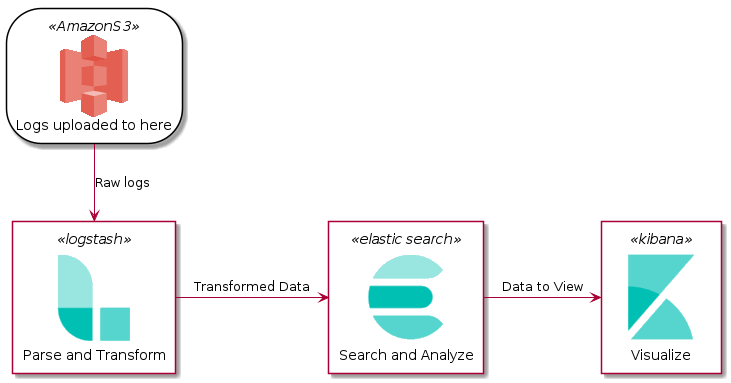 «AmazonS3»
Logs uploaded to here
Raw logs
«logstash»
Parse and Transform
Transformed Data
«elastic search»
Search and Analyze
Data to View
«kibana»
Visualize